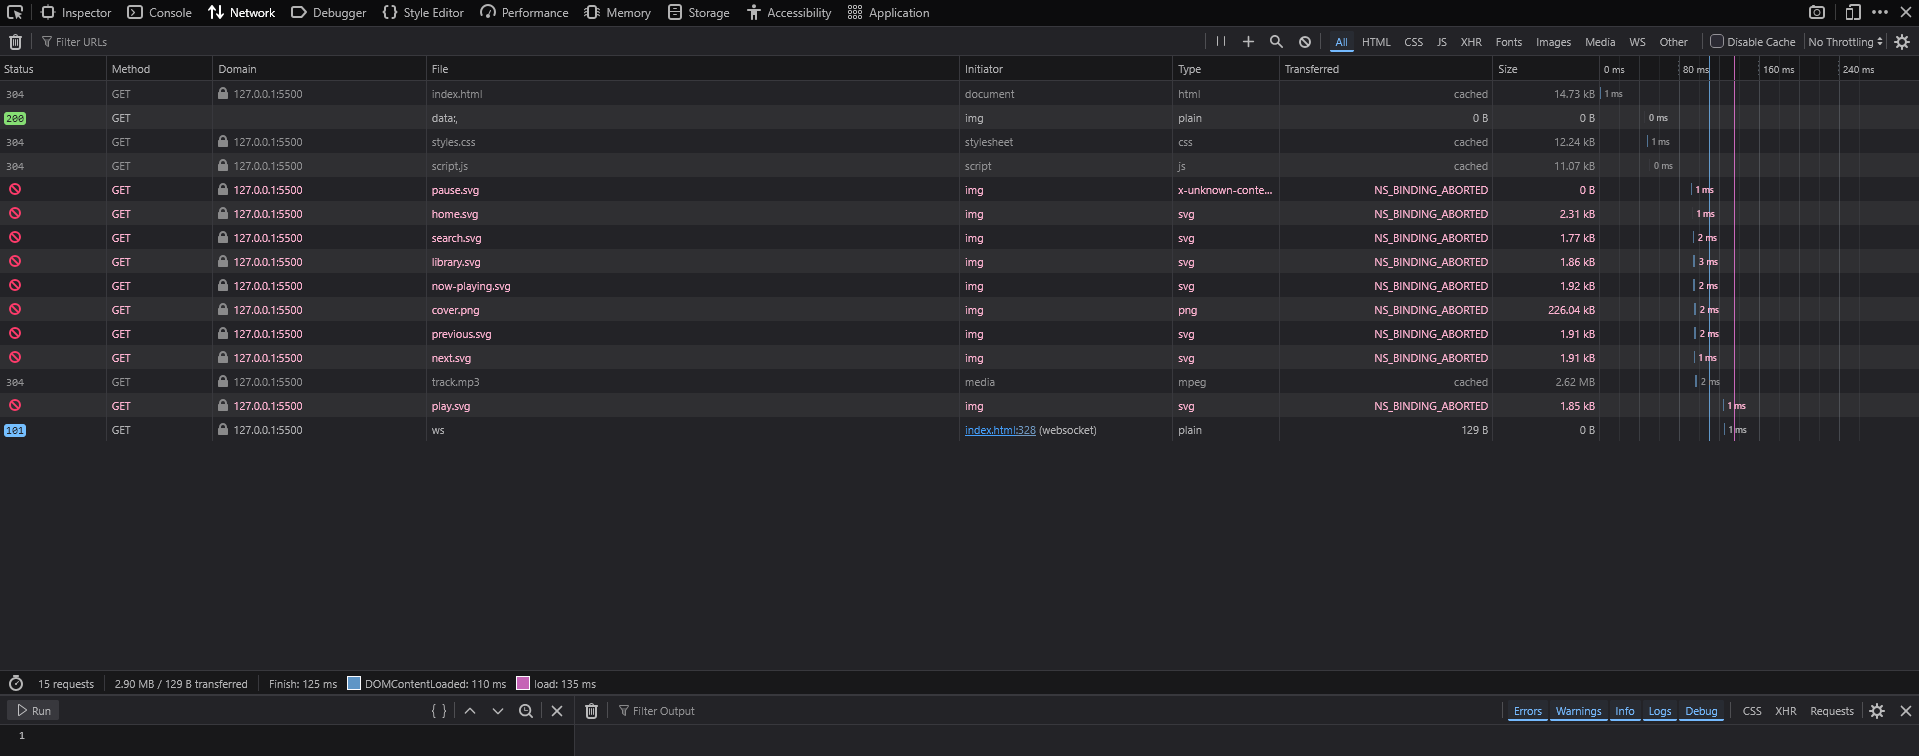 Inspector Console Network Debugger Style Editor Performance Memory Storage Accessibility Application
Filter URLs All HTML CSS JS XHR Fonts Images Media WS Other Disable Cache No Throttling
Status Method Domain File Initiator Type Transferred Size 0 ms 80 ms 160 ms 240 ms
304 GET 127.0.0.1:5500 index.html document html cached 14.73 kB 1 ms
200 GET data:, img plain 0 B 0 B 0 ms
304 GET 127.0.0.1:5500 styles.css stylesheet css cached 12.24 kB 1 ms
304 GET 127.0.0.1:5500 script.js script js cached 11.07 kB 0 ms
GET 127.0.0.1:5500 pause.svg img x-unknown-conte... NS_BINDING_ABORTED 0 B 1 ms
GET 127.0.0.1:5500 home.svg img svg NS_BINDING_ABORTED 2.31 kB 1 ms
GET 127.0.0.1:5500 search.svg img svg NS_BINDING_ABORTED 1.77 kB 2 ms
GET 127.0.0.1:5500 library.svg img svg NS_BINDING_ABORTED 1.86 kB 3 ms
GET 127.0.0.1:5500 now-playing.svg img svg NS_BINDING_ABORTED 1.92 kB 2 ms
GET 127.0.0.1:5500 cover.png img png NS_BINDING_ABORTED 226.04 kB 2 ms
GET 127.0.0.1:5500 previous.svg img svg NS_BINDING_ABORTED 1.91 kB 2 ms
GET 127.0.0.1:5500 next.svg img svg NS_BINDING_ABORTED 1.91 kB 1 ms
304 GET 127.0.0.1:5500 track.mp3 media mpeg cached 2.62 MB 2 ms
GET 127.0.0.1:5500 play.svg img svg NS_BINDING_ABORTED 1.85 kB 1 ms
101 GET 127.0.0.1:5500 ws index.html:328 (websocket) plain 129 B 0 B 1 ms
15 requests 2.90 MB / 129 B transferred Finish: 125 ms DOMContentLoaded: 110 ms load: 135 ms
Run { } Filter Output Errors Warnings Info Logs Debug CSS XHR Requests
1